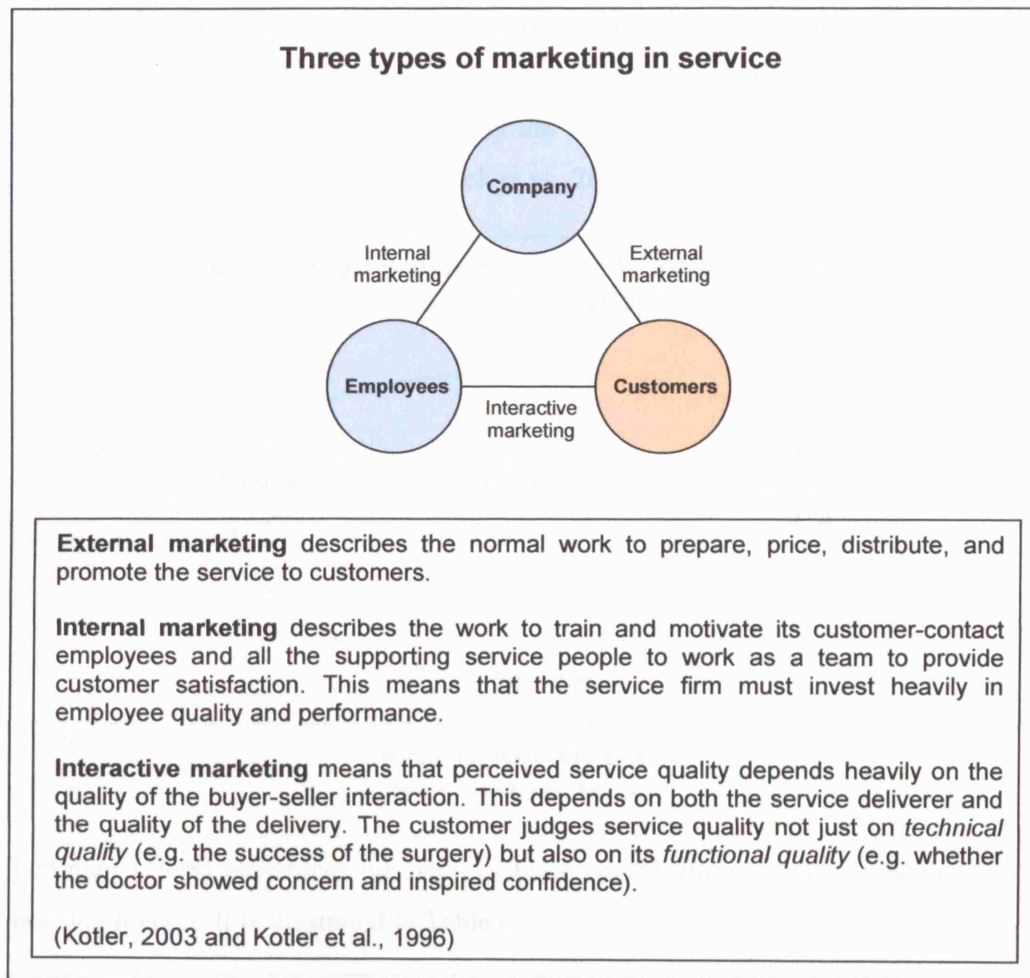 Three types of marketing in service
Company
Internal
marketing
External
marketing
Employees
Customers
Interactive
marketing
External marketing describes the normal work to prepare, price, distribute, and
promote the service to customers.
Internal marketing describes the work to train and motivate its customer-contact
employees and all the supporting service people to work as a team to provide
customer satisfaction. This means that the service firm must invest heavily in
employee quality and performance.
Interactive marketing means that perceived service quality depends heavily on the
quality of the buyer-seller interaction. This depends on both the service deliverer and
the quality of the delivery. The customer judges service quality not just on technical
quality (e.g. the success of the surgery) but also on its functional quality (e.g. whether
the doctor showed concern and inspired confidence).
(Kotler, 2003 and Kotler et al., 1996)